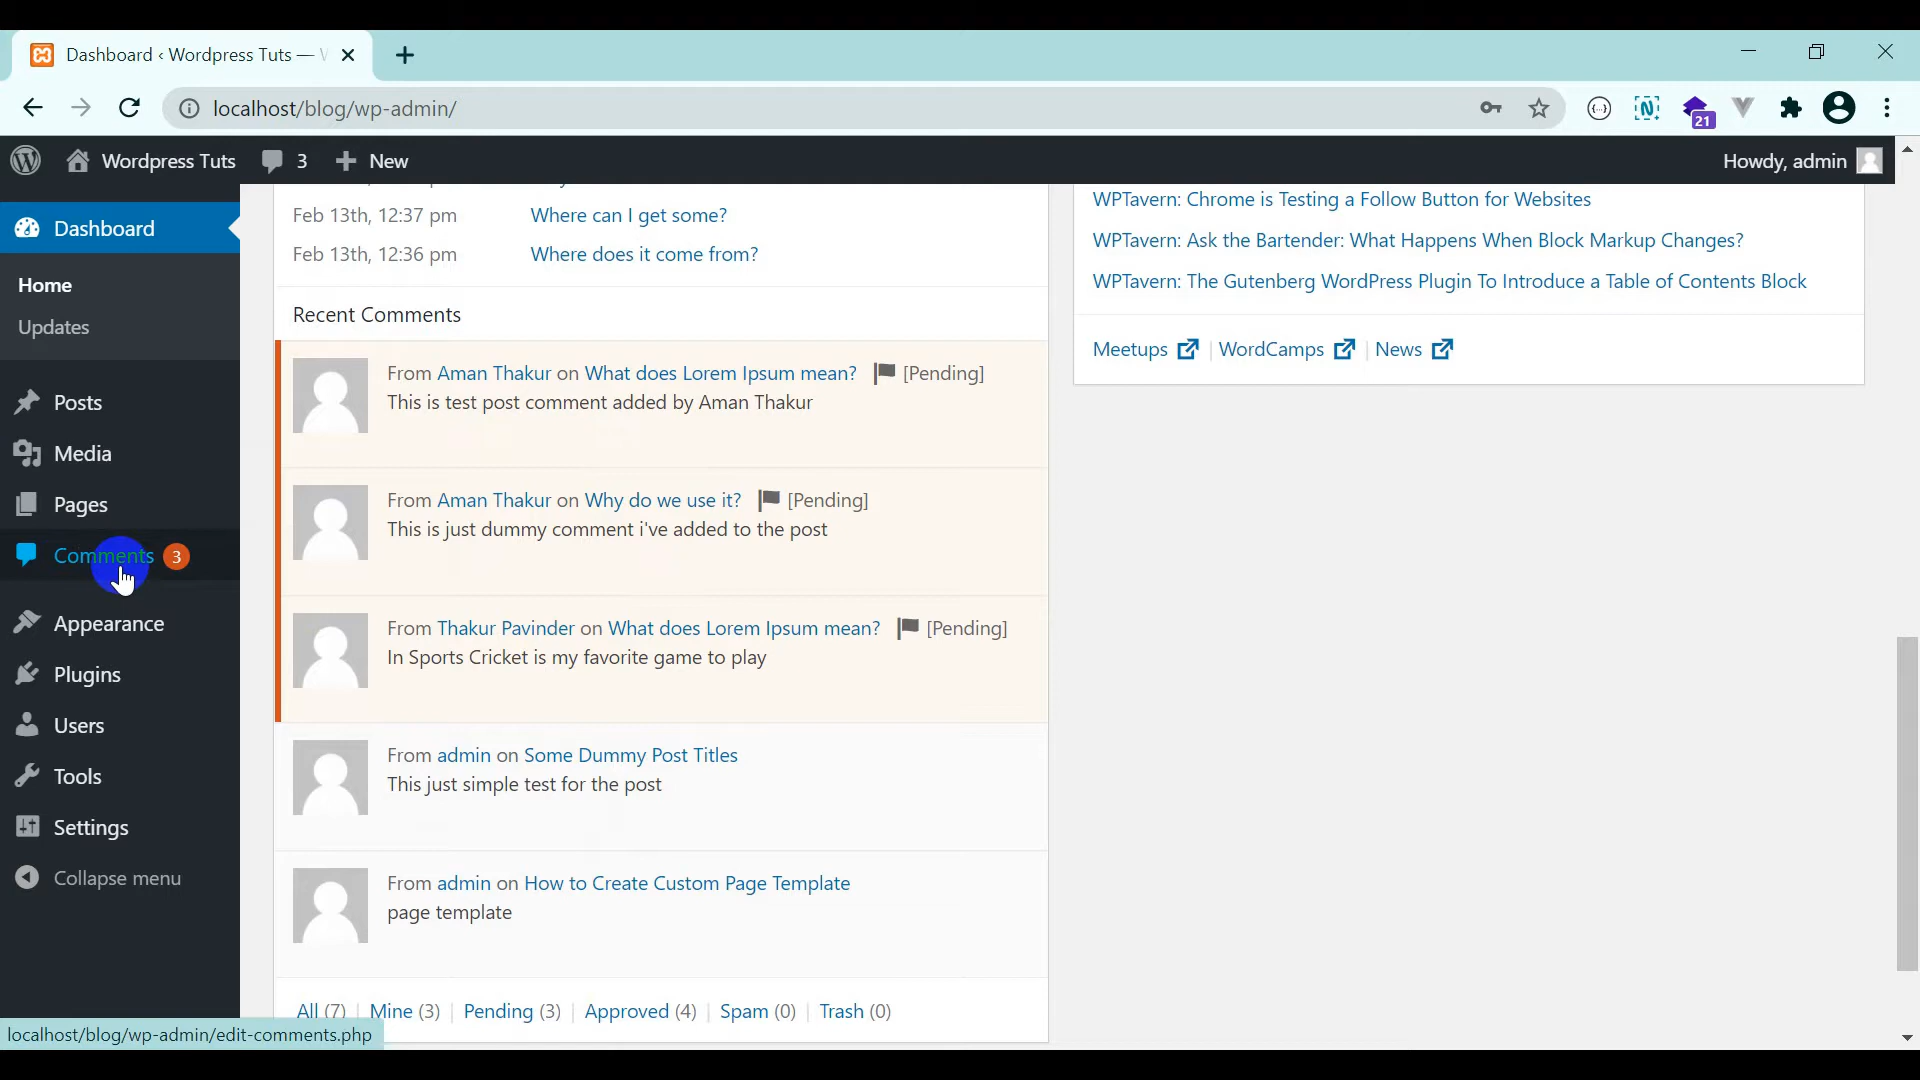 Dashboard ‹ Wordpress Tuts —
localhost/blog/wp-admin/
21
Wordpress Tuts 3 New
Howdy, admin
Dashboard
Home
Updates
Posts
Media
Pages
Comments 3
Appearance
Plugins
Users
Tools
Settings
Collapse menu
Feb 13th, 12:37 pm Where can I get some?
Feb 13th, 12:36 pm Where does it come from?
Recent Comments
From Aman Thakur on What does Lorem Ipsum mean? [Pending]
This is test post comment added by Aman Thakur
From Aman Thakur on Why do we use it? [Pending]
This is just dummy comment i've added to the post
From Thakur Pavinder on What does Lorem Ipsum mean? [Pending]
In Sports Cricket is my favorite game to play
From admin on Some Dummy Post Titles
This just simple test for the post
From admin on How to Create Custom Page Template
page template
All (7) | Mine (3) | Pending (3) | Approved (4) | Spam (0) | Trash (0)
WPTavern: Chrome is Testing a Follow Button for Websites
WPTavern: Ask the Bartender: What Happens When Block Markup Changes?
WPTavern: The Gutenberg WordPress Plugin To Introduce a Table of Contents Block
Meetups | WordCamps | News
localhost/blog/wp-admin/edit-comments.php